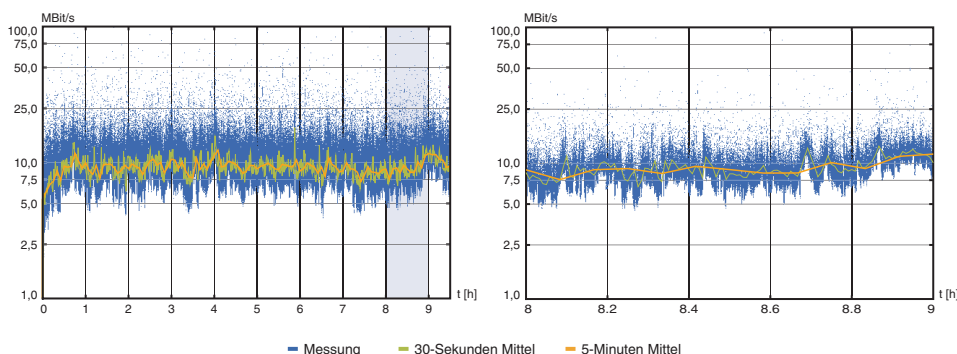 MBit/s
100,0
75,0
50,0
25,0
10,0
7,5
5,0
2,5
1,0
0 1 2 3 4 5 6 7 8 9
t [h]
MBit/s
100,0
75,0
50,0
25,0
10,0
7,5
5,0
2,5
1,0
8 8.2 8.4 8.6 8.8 9
t [h]
Messung 30-Sekunden Mittel 5-Minuten Mittel